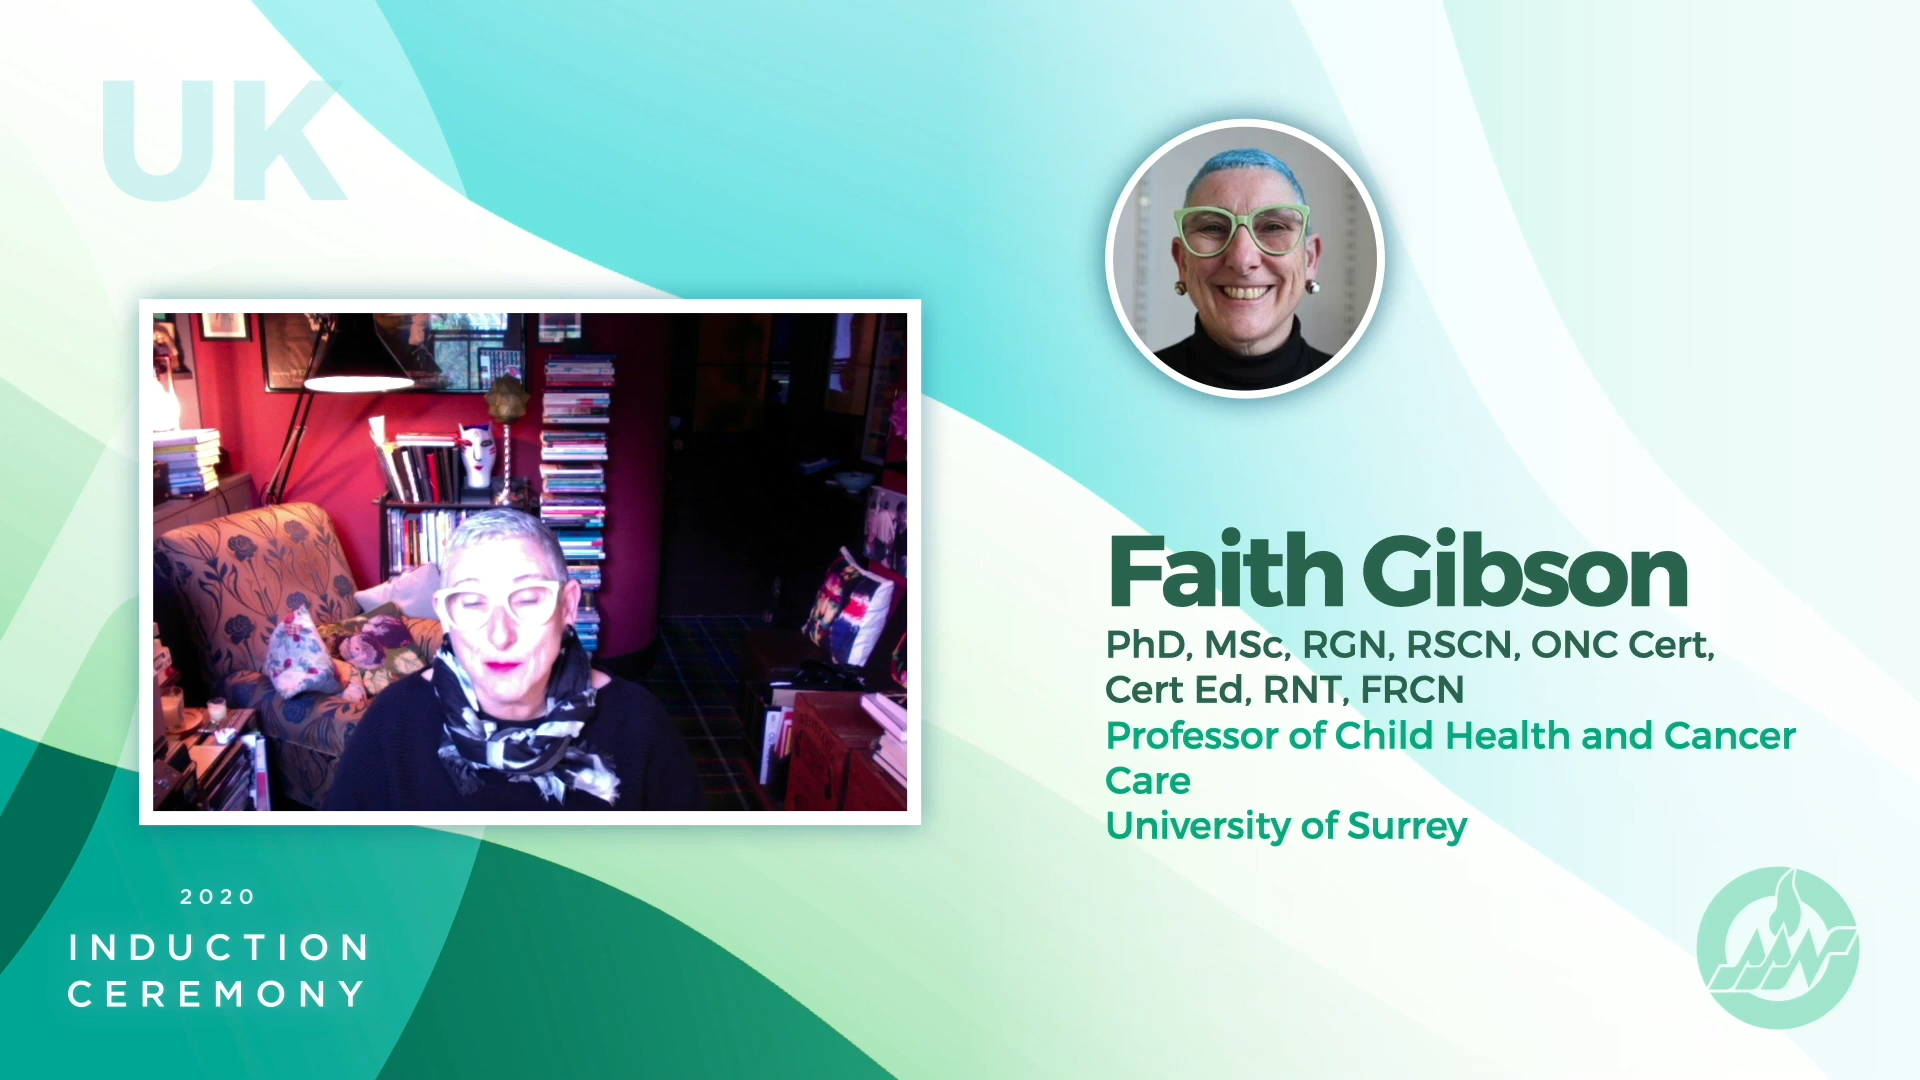 UK
Faith Gibson
PhD, MSc, RGN, RSCN, ONC Cert,
Cert Ed, RNT, FRCN
Professor of Child Health and Cancer
Care
University of Surrey
2020
INDUCTION
CEREMONY